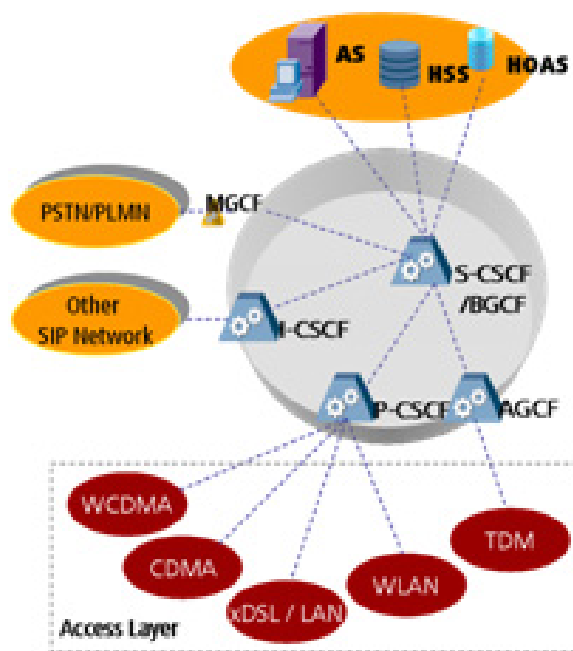 AS
HSS
HOAS
PSTN/PLMN
MGCF
S-CSCF
/BGCF
Other
SIP Network
I-CSCF
P-CSCF
AGCF
WCDMA
CDMA
xDSL / LAN
WLAN
TDM
Access Layer